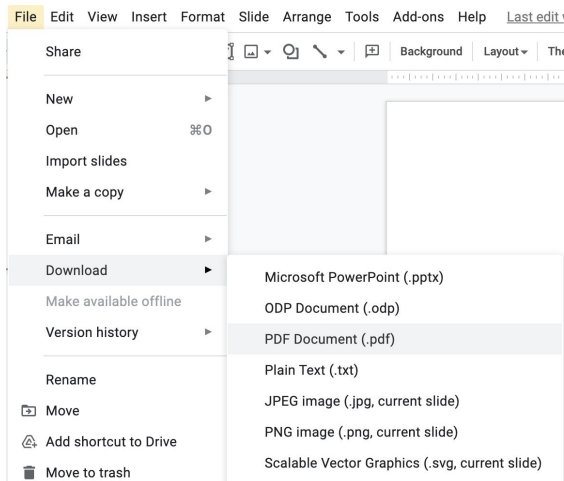 File Edit View Insert Format Slide Arrange Tools Add-ons Help Last edit
Share
Background Layout
New
Open ⌘O
Import slides
Make a copy
Email
Download
Microsoft PowerPoint (.pptx)
Make available offline
ODP Document (.odp)
Version history
PDF Document (.pdf)
Plain Text (.txt)
Rename
JPEG image (.jpg, current slide)
Move
PNG image (.png, current slide)
Add shortcut to Drive
Scalable Vector Graphics (.svg, current slide)
Move to trash